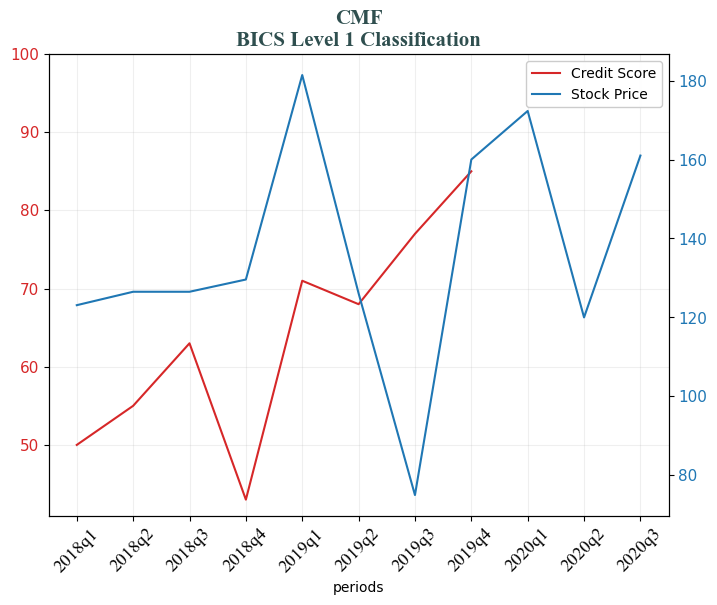 CMF
BICS Level 1 Classification
Credit Score
Stock Price
100
90
80
70
60
50
180
160
140
120
100
80
2018q1
2018q2
2018q3
2018q4
2019q1
2019q2
2019q3
2019q4
2020q1
2020q2
2020q3
periods